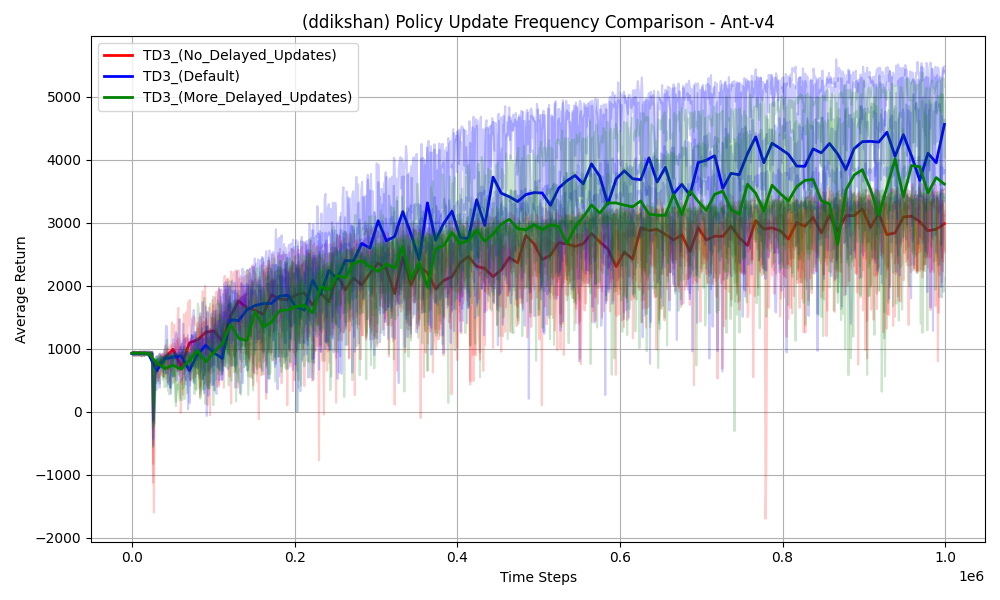 (ddikshan) Policy Update Frequency Comparison - Ant-v4
TD3_(No_Delayed_Updates)
TD3_(Default)
TD3_(More_Delayed_Updates)
Average Return
5000
4000
3000
2000
1000
0
−1000
−2000
0.0
0.2
0.4
0.6
0.8
1.0
1e6
Time Steps